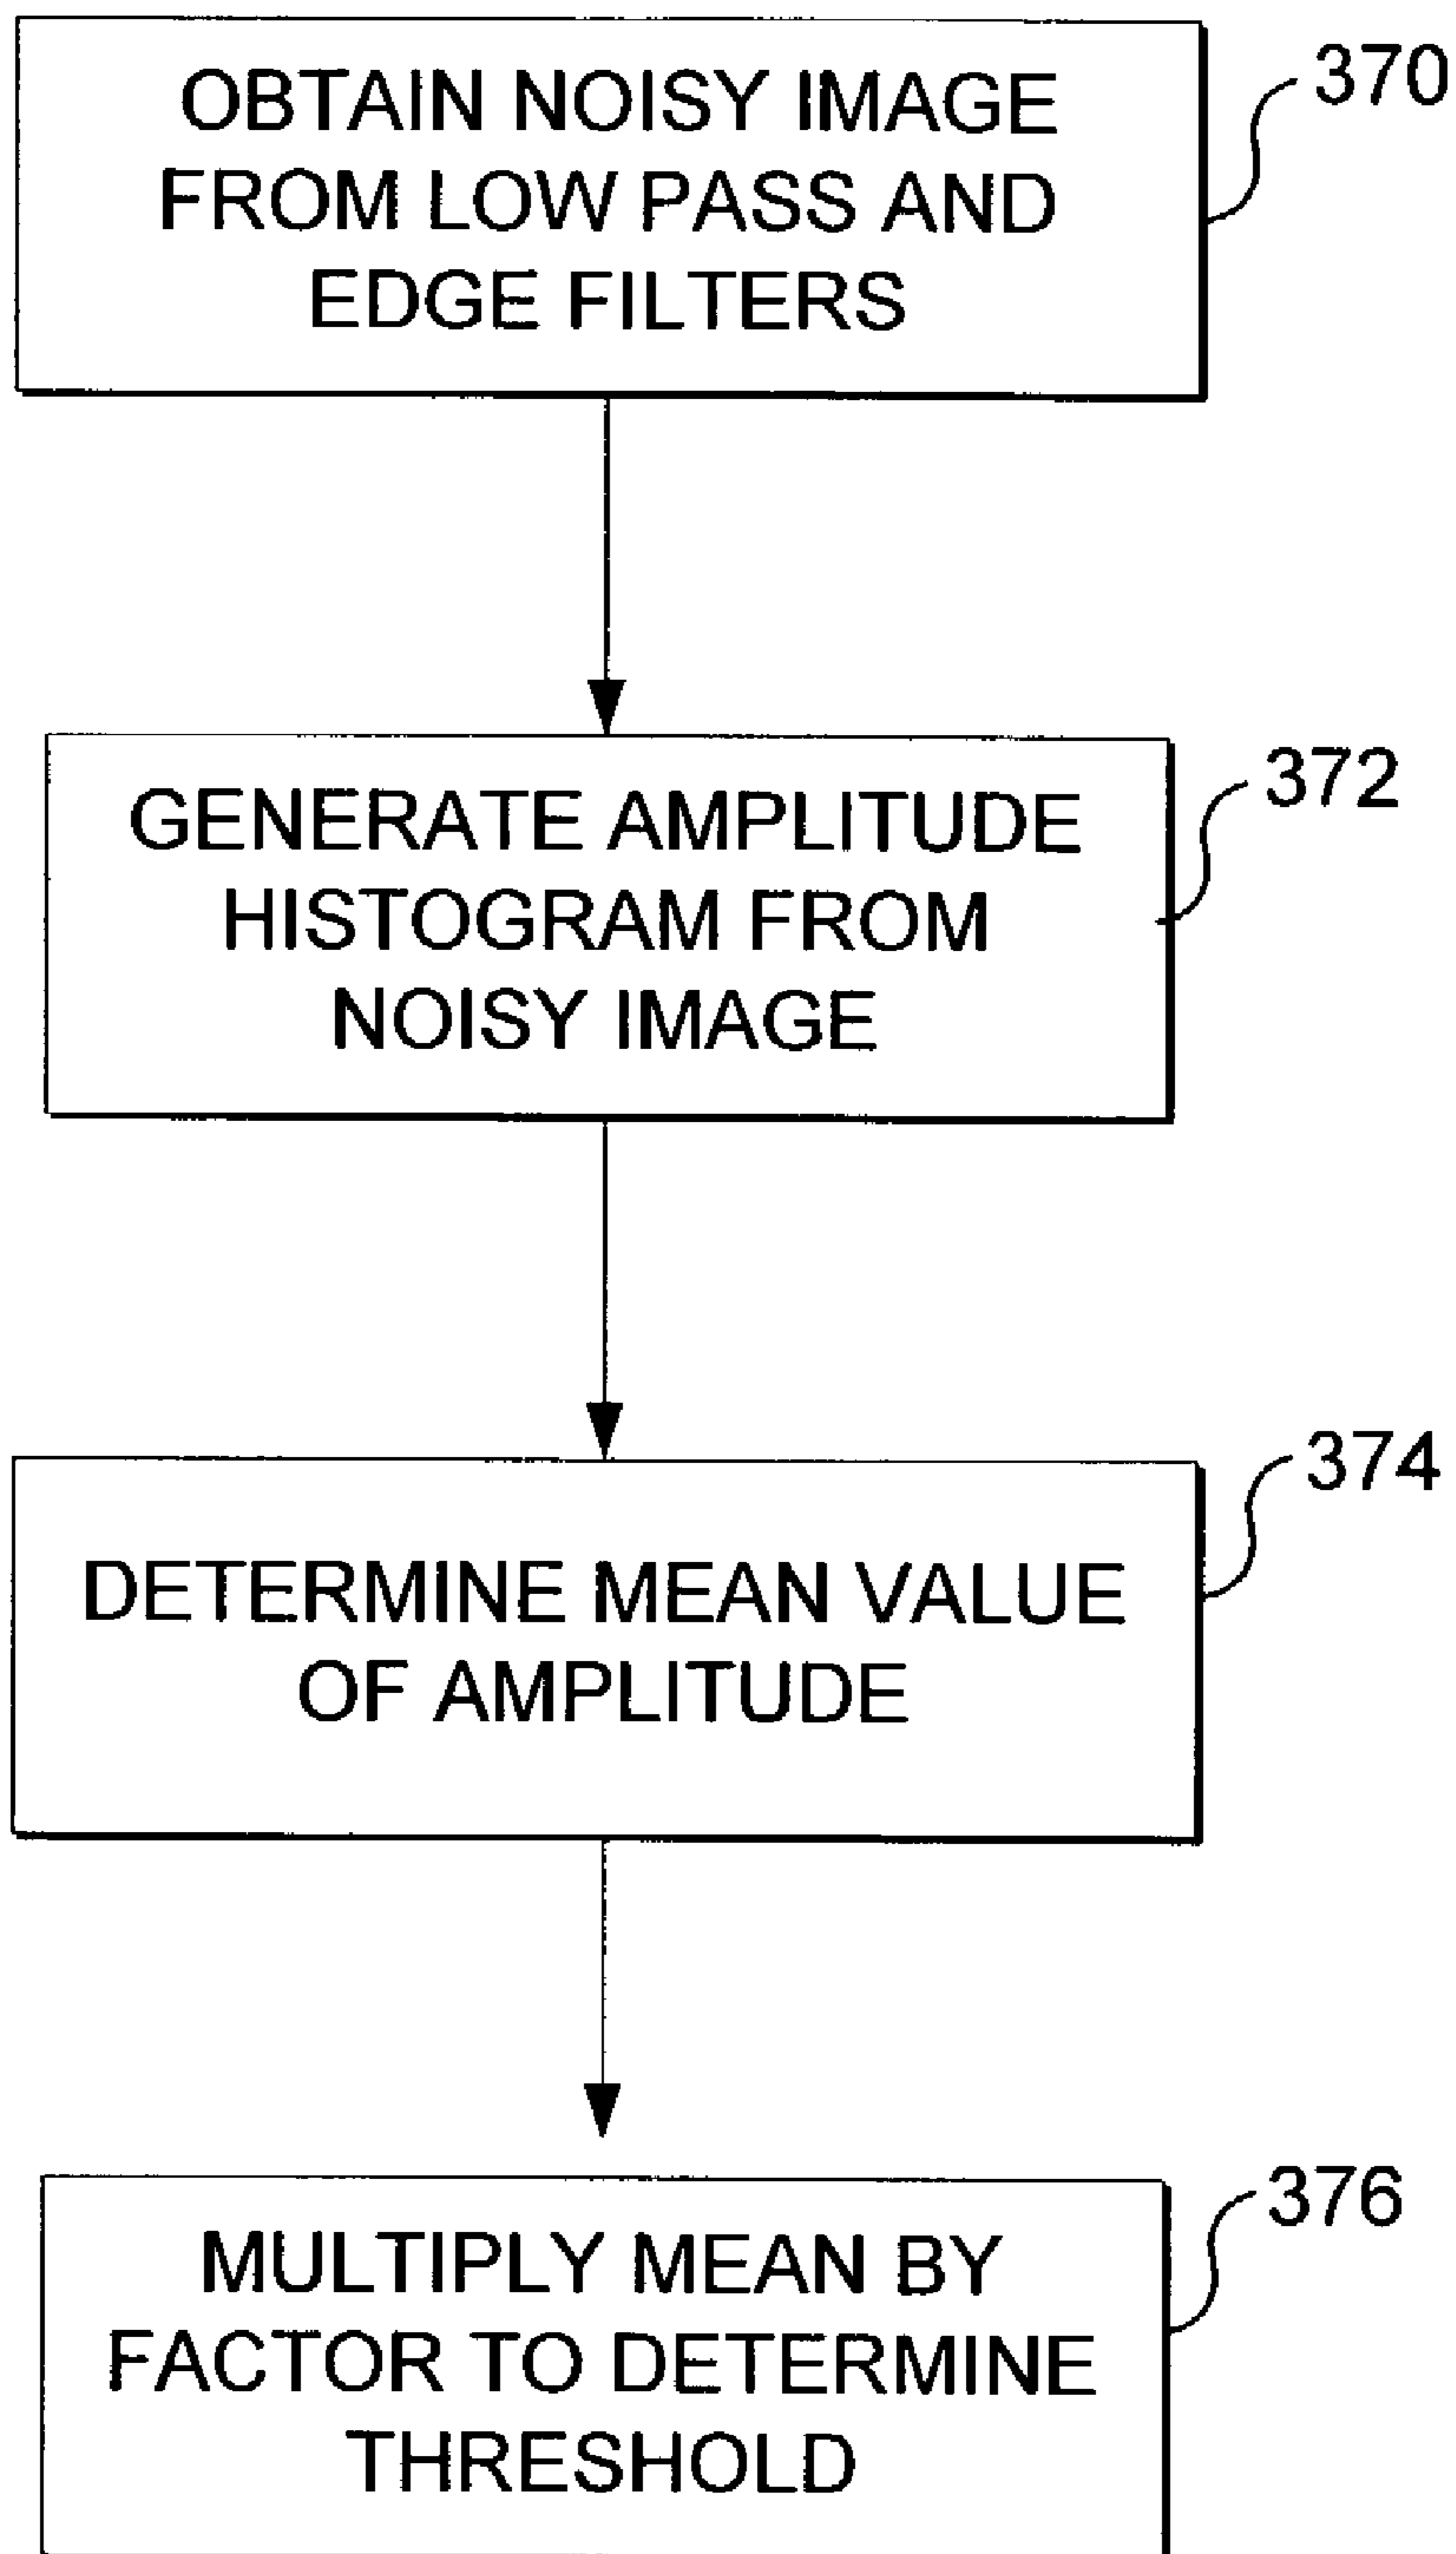 OBTAIN NOISY IMAGE
FROM LOW PASS AND
EDGE FILTERS
370
GENERATE AMPLITUDE
HISTOGRAM FROM
NOISY IMAGE
372
DETERMINE MEAN VALUE
OF AMPLITUDE
374
MULTIPLY MEAN BY
FACTOR TO DETERMINE
THRESHOLD
376